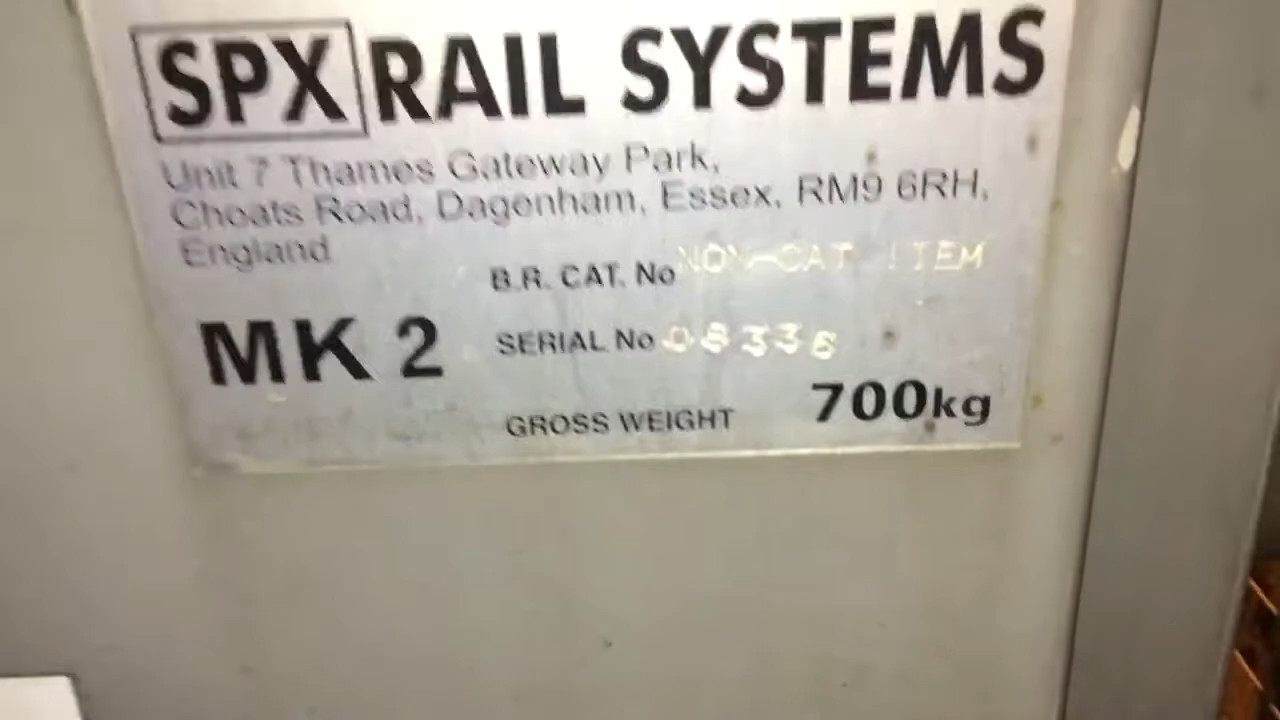 SPX RAIL SYSTEMS
Unit 7 Thames Gateway Park,
Choats Road, Dagenham, Essex, RM9 6RH,
England
B.R. CAT. No NON-CAT ITEM
MK 2
SERIAL No 08336
GROSS WEIGHT 700kg